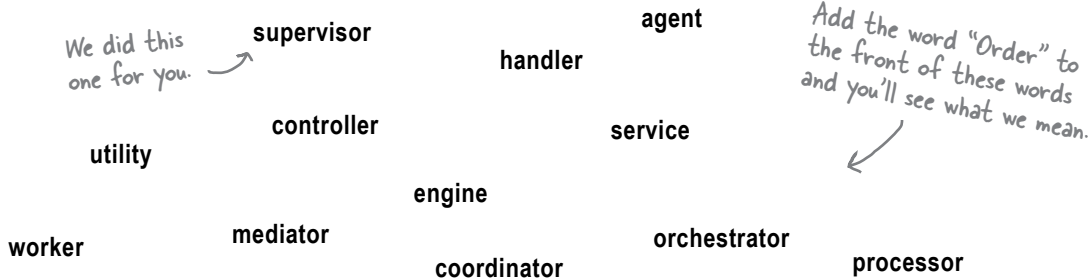 We did this
one for you.
supervisor
agent
handler
Add the word “Order” to
the front of these words
and you’ll see what we mean.
controller
service
utility
engine
worker
mediator
orchestrator
coordinator
processor